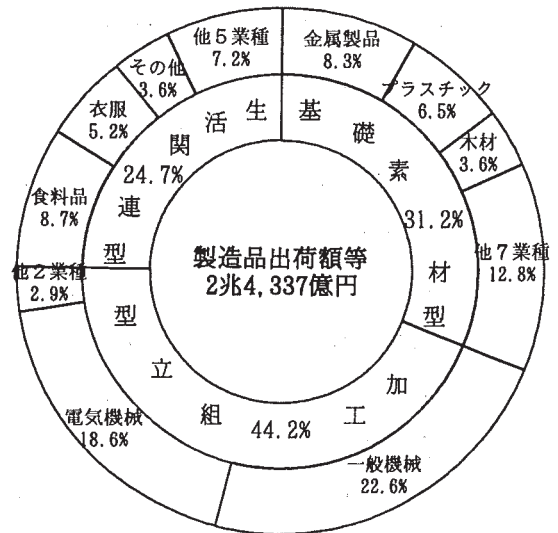 製造品出荷額等
2兆4,337億円
基礎素材型
31.2%
加工組立型
44.2%
生活関連型
24.7%
金属製品
8.3%
プラスチック
6.5%
木材
3.6%
他7業種
12.8%
一般機械
22.6%
電気機械
18.6%
他2業種
2.9%
食料品
8.7%
衣服
5.2%
その他
3.6%
他5業種
7.2%